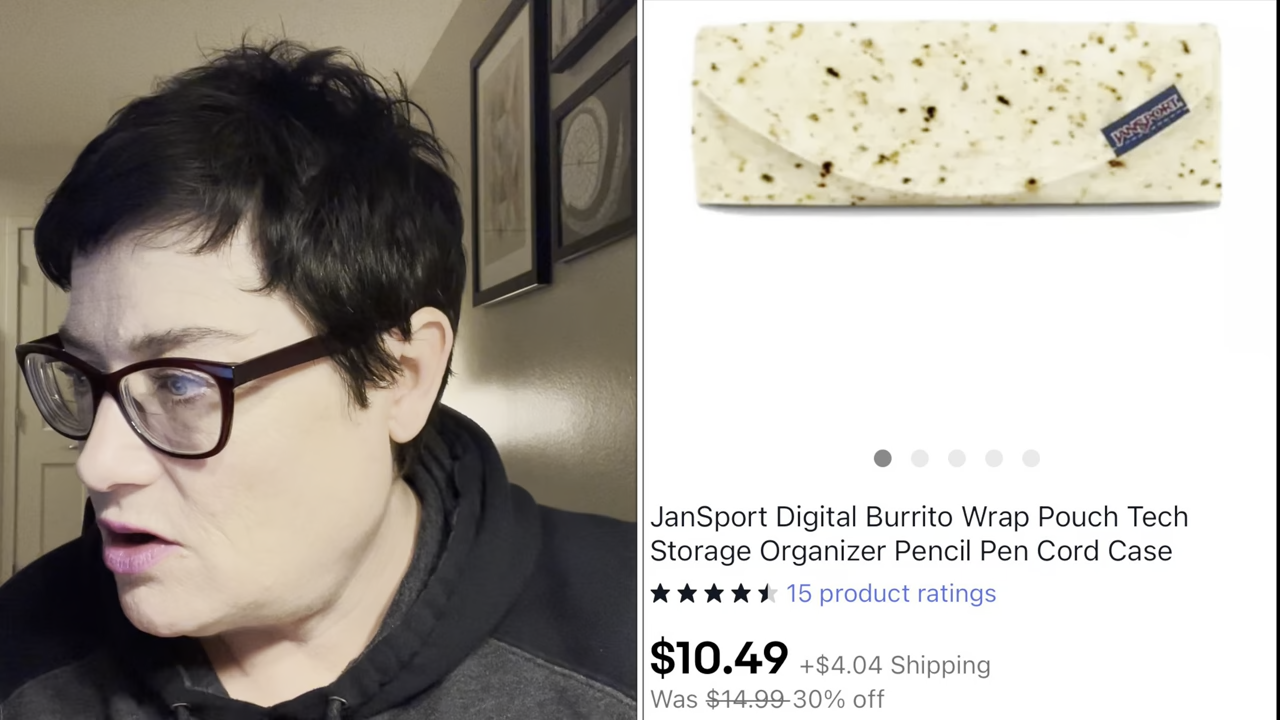 JANSPORT
JanSport Digital Burrito Wrap Pouch Tech
Storage Organizer Pencil Pen Cord Case
15 product ratings
$10.49 +$4.04 Shipping
Was $14.99 30% off